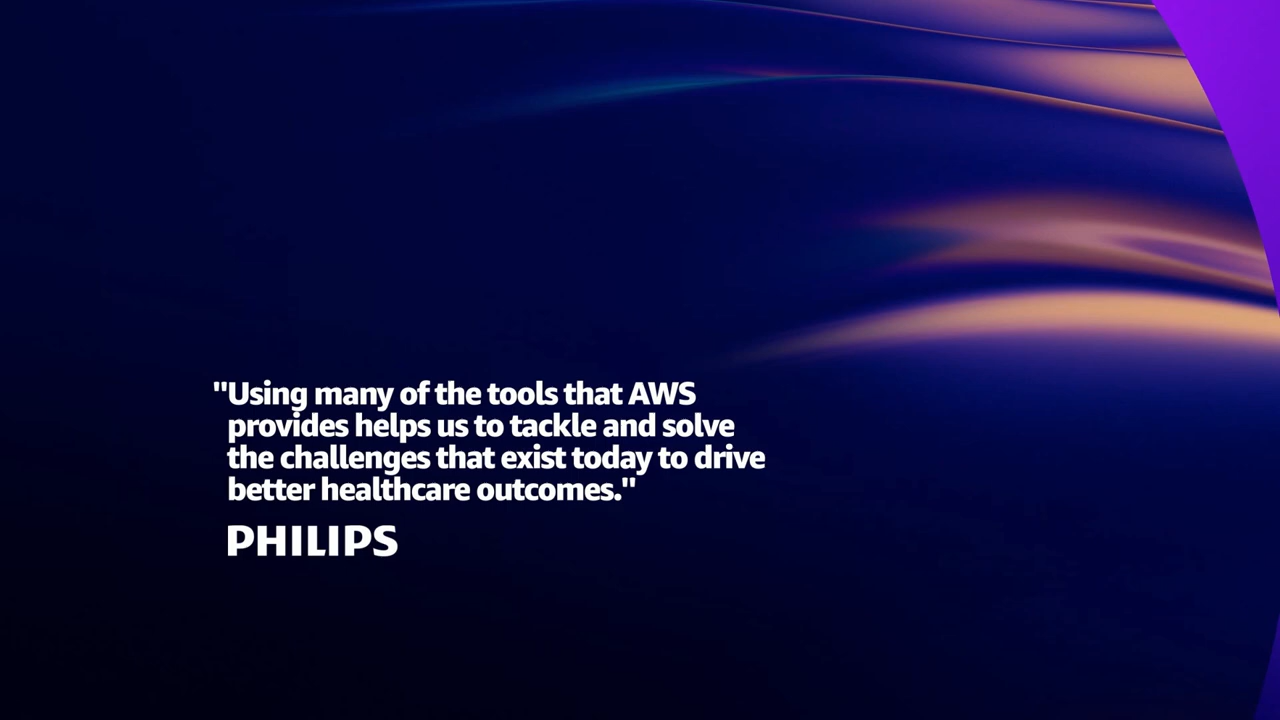 "Using many of the tools that AWS
provides helps us to tackle and solve
the challenges that exist today to drive
better healthcare outcomes."
PHILIPS